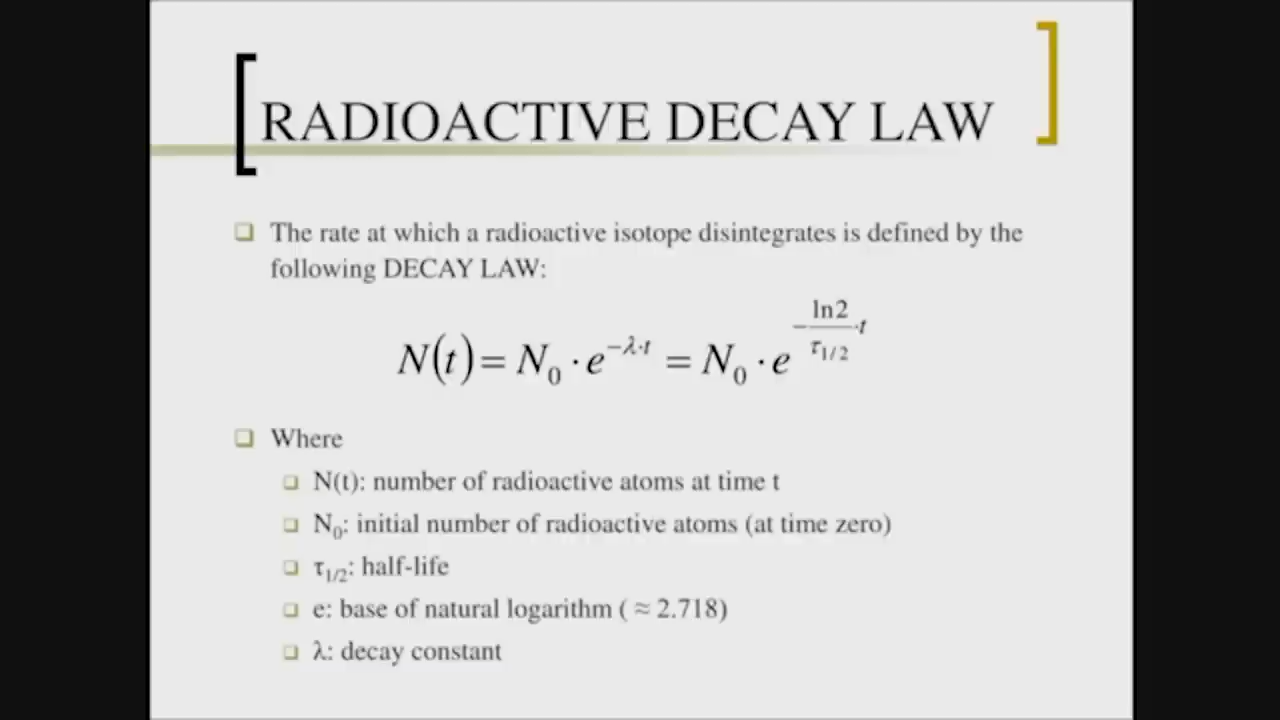 RADIOACTIVE DECAY LAW
The rate at which a radioactive isotope disintegrates is defined by the
following DECAY LAW:
N(t) = N₀ · e^(−λ·t) = N₀ · e^(−(ln2/τ₁/₂)·t)
Where
N(t): number of radioactive atoms at time t
N₀: initial number of radioactive atoms (at time zero)
τ₁/₂: half-life
e: base of natural logarithm ( ≈ 2.718)
λ: decay constant